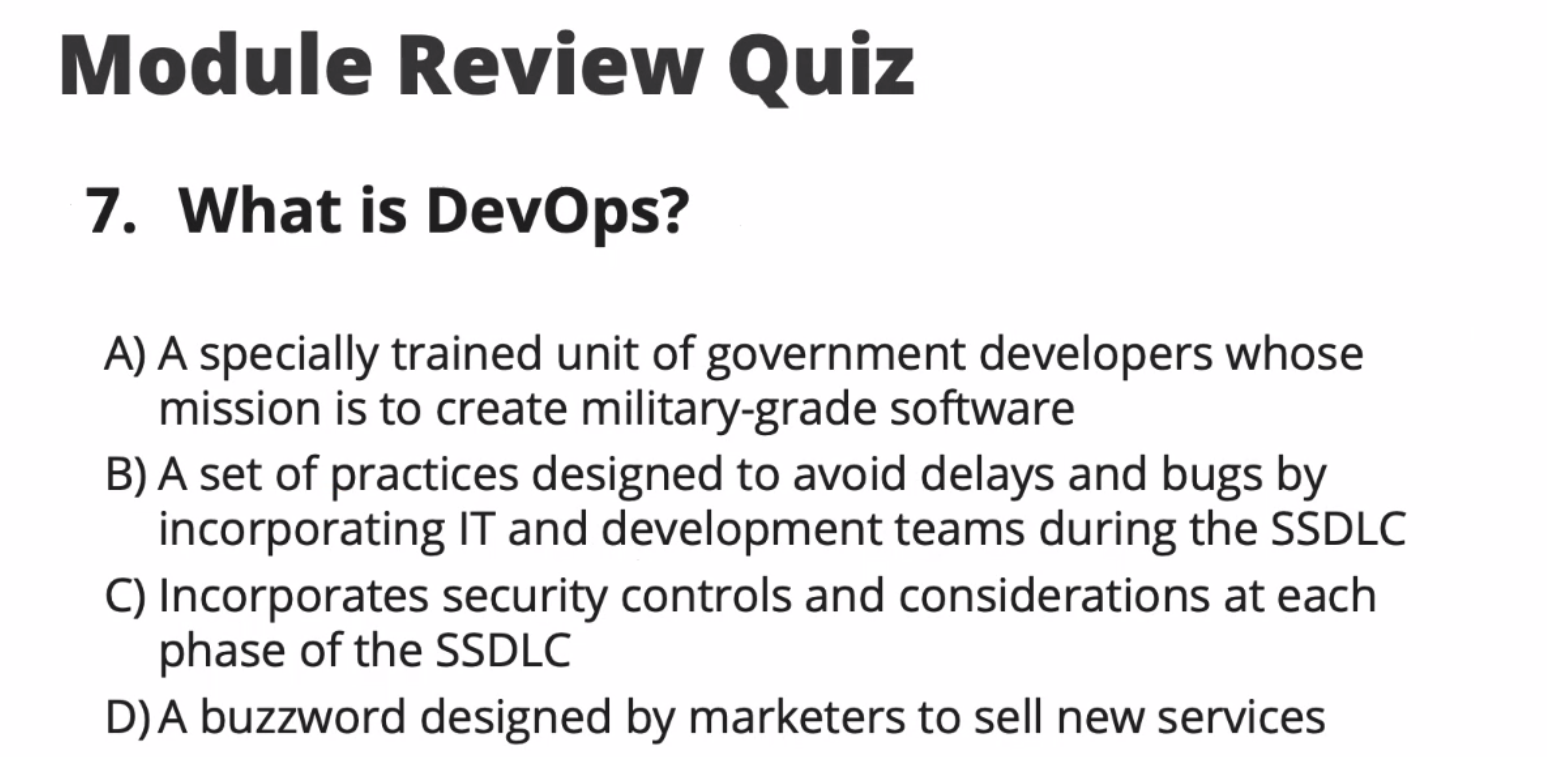 Module Review Quiz
7. What is DevOps?
A) A specially trained unit of government developers whose
mission is to create military-grade software
B) A set of practices designed to avoid delays and bugs by
incorporating IT and development teams during the SSDLC
C) Incorporates security controls and considerations at each
phase of the SSDLC
D) A buzzword designed by marketers to sell new services